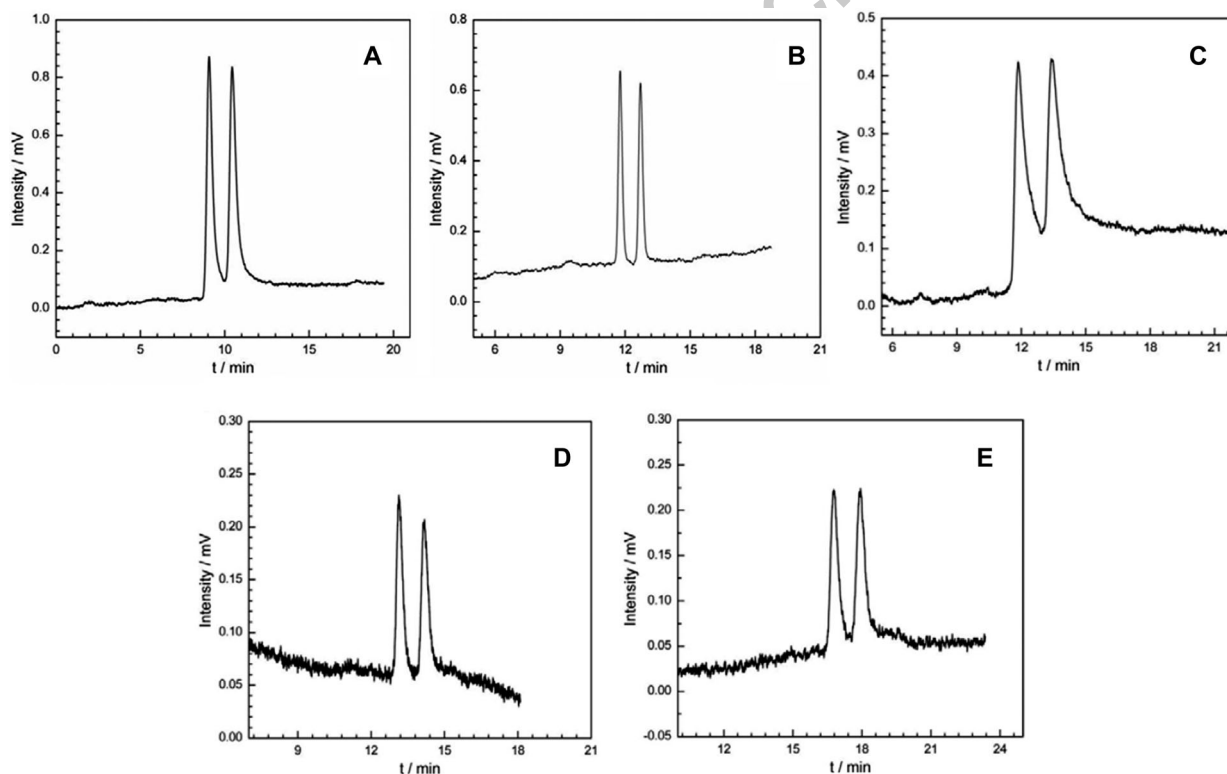 A
Intensity / mV
1.0
0.8
0.6
0.4
0.2
0.0
0 5 10 15 20
t / min
B
Intensity / mV
0.8
0.6
0.4
0.2
0.0
6 9 12 15 18 21
t / min
C
Intensity / mV
0.5
0.4
0.3
0.2
0.1
0.0
6 9 12 15 18 21
t / min
D
Intensity / mV
0.30
0.25
0.20
0.15
0.10
0.05
0.00
9 12 15 18 21
t / min
E
Intensity / mV
0.30
0.25
0.20
0.15
0.10
0.05
0.00
-0.05
12 15 18 21 24
t / min